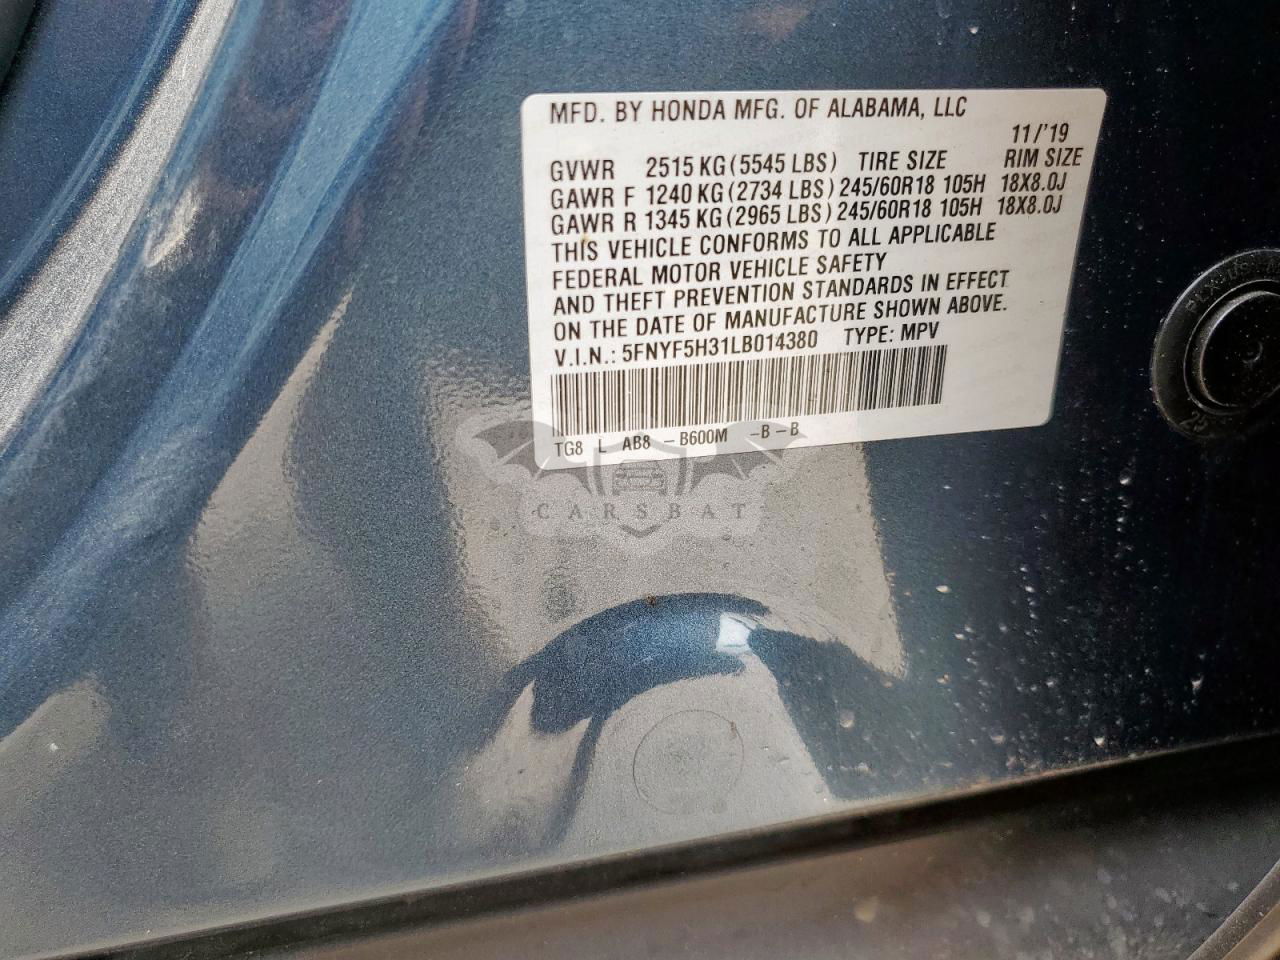 MFD. BY HONDA MFG. OF ALABAMA, LLC
11/'19
GVWR 2515 KG (5545 LBS) TIRE SIZE RIM SIZE
GAWR F 1240 KG (2734 LBS) 245/60R18 105H 18X8.0J
GAWR R 1345 KG (2965 LBS) 245/60R18 105H 18X8.0J
THIS VEHICLE CONFORMS TO ALL APPLICABLE
FEDERAL MOTOR VEHICLE SAFETY
AND THEFT PREVENTION STANDARDS IN EFFECT
ON THE DATE OF MANUFACTURE SHOWN ABOVE.
V.I.N.: 5FNYF5H31LB014380 TYPE: MPV
TG8 L AB8 -B600M -B-B
CARSBAT
25